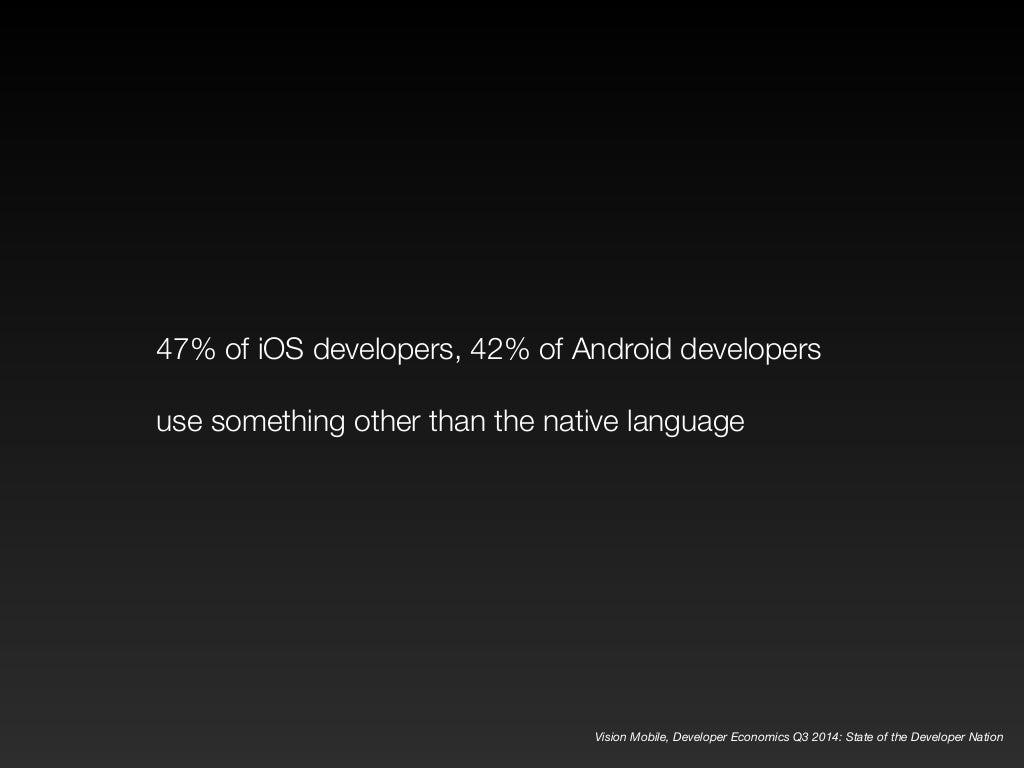 47% of iOS developers, 42% of Android developers
use something other than the native language
Vision Mobile, Developer Economics Q3 2014: State of the Developer Nation